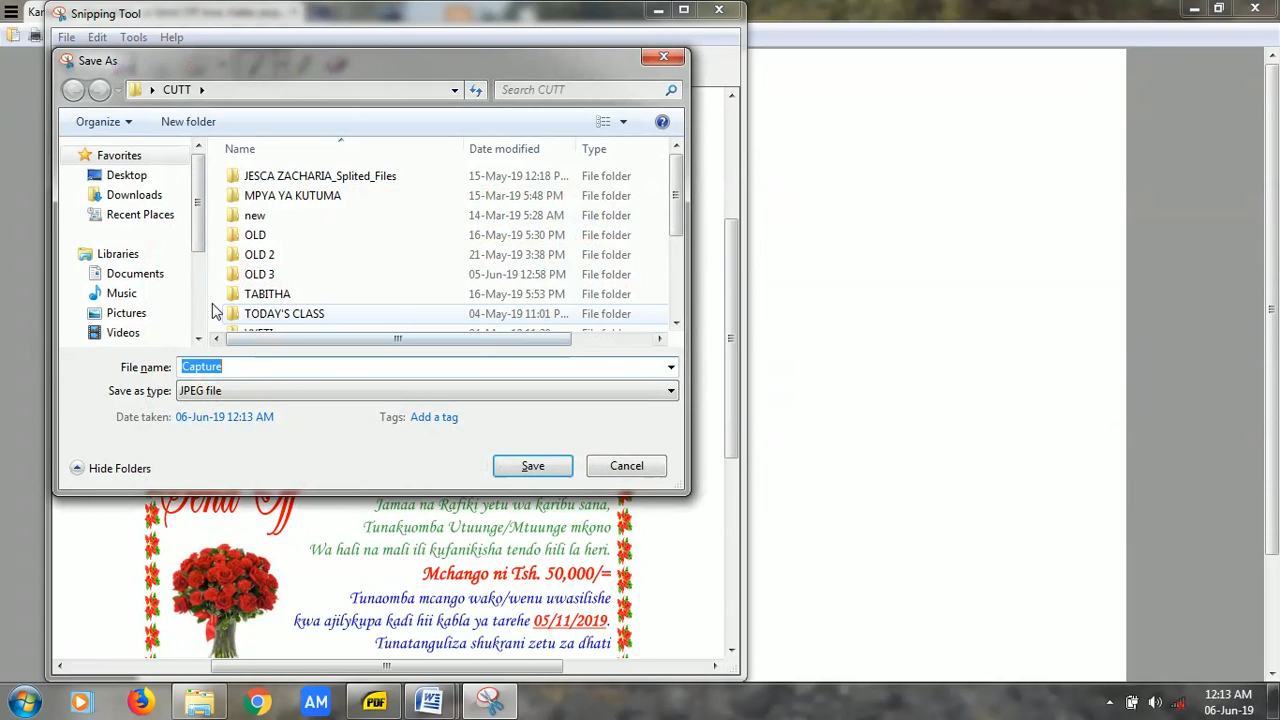 Kar
Snipping Tool
File Edit Tools Help
Save As
CUTT
Search CUTT
Organize New folder
Name Date modified Type
Favorites
Desktop
Downloads
Recent Places
Libraries
Documents
Music
Pictures
Videos
JESCA ZACHARIA_Splited_Files 15-May-19 12:18 P... File folder
MPYA YA KUTUMA 15-Mar-19 5:48 PM File folder
new 14-Mar-19 5:28 AM File folder
OLD 16-May-19 5:30 PM File folder
OLD 2 21-May-19 3:38 PM File folder
OLD 3 05-Jun-19 12:58 PM File folder
TABITHA 16-May-19 5:53 PM File folder
TODAY'S CLASS 04-May-19 11:01 P... File folder
File name: Capture
Save as type: JPEG file
Date taken: 06-Jun-19 12:13 AM Tags: Add a tag
Hide Folders Save Cancel
Send Off
Jamaa na Rafiki yetu wa karibu sana,
Tunakuomba Utuunge/Mtuunge mkono
Wa hali na mali ili kufanikisha tendo hili la heri.
Mchango ni Tsh. 50,000/=
Tunaomba mcango wako/wenu uwasilishe
kwa ajilykupa kadi hii kabla ya tarehe 05/11/2019.
Tunatanguliza shukrani zetu za dhati
AM
PDF
W
12:13 AM
06-Jun-19